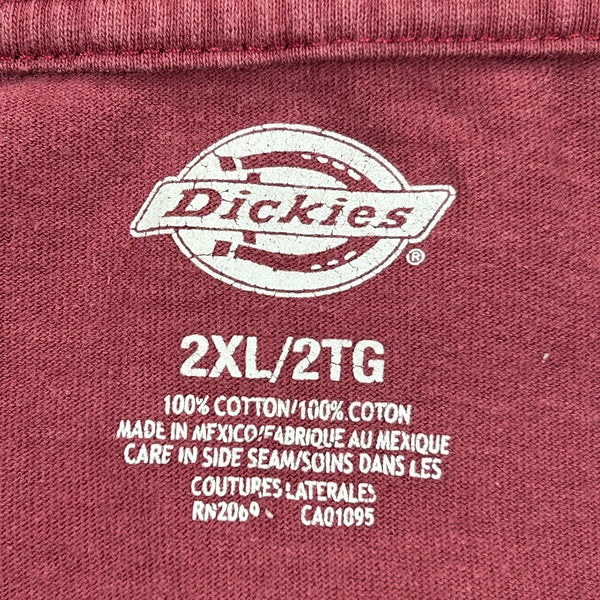 Dickies
®
2XL/2TG
100% COTTON/100% COTON
MADE IN MEXICO/FABRIQUE AU MEXIQUE
CARE IN SIDE SEAM/SOINS DANS LES
COUTURES LATERALES
RN2069 CA01095